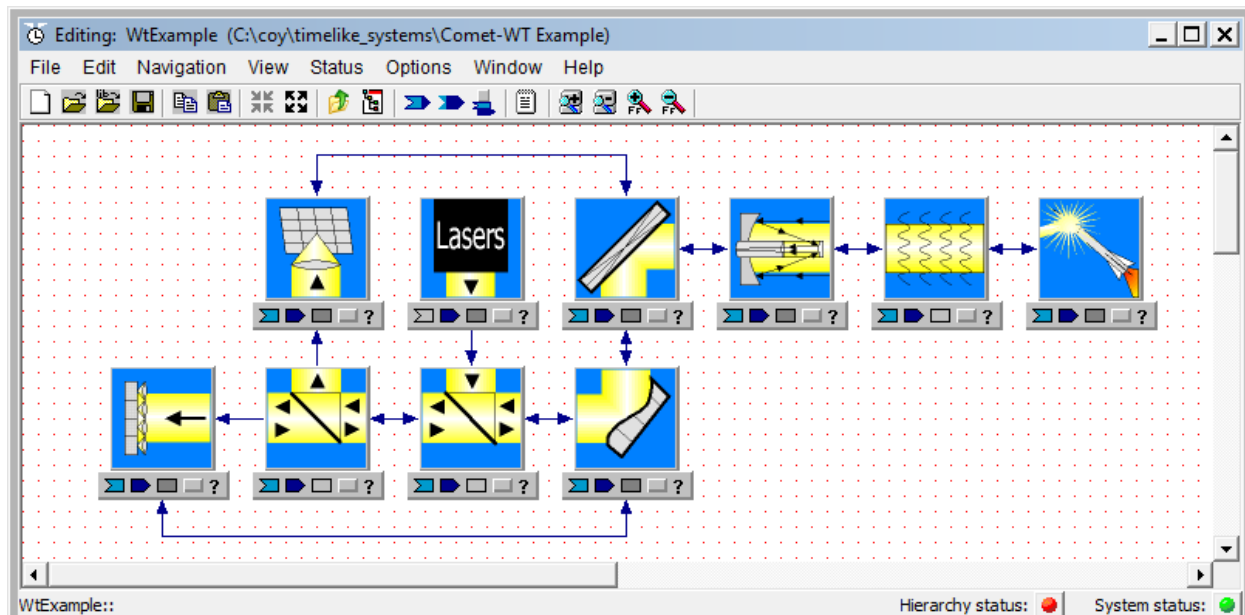 Editing: WtExample (C:\coy\timelike_systems\Comet-WT Example)
File Edit Navigation View Status Options Window Help
Lasers
? ? ? ? ? ?
? ? ? ?
WtExample:: Hierarchy status: System status: